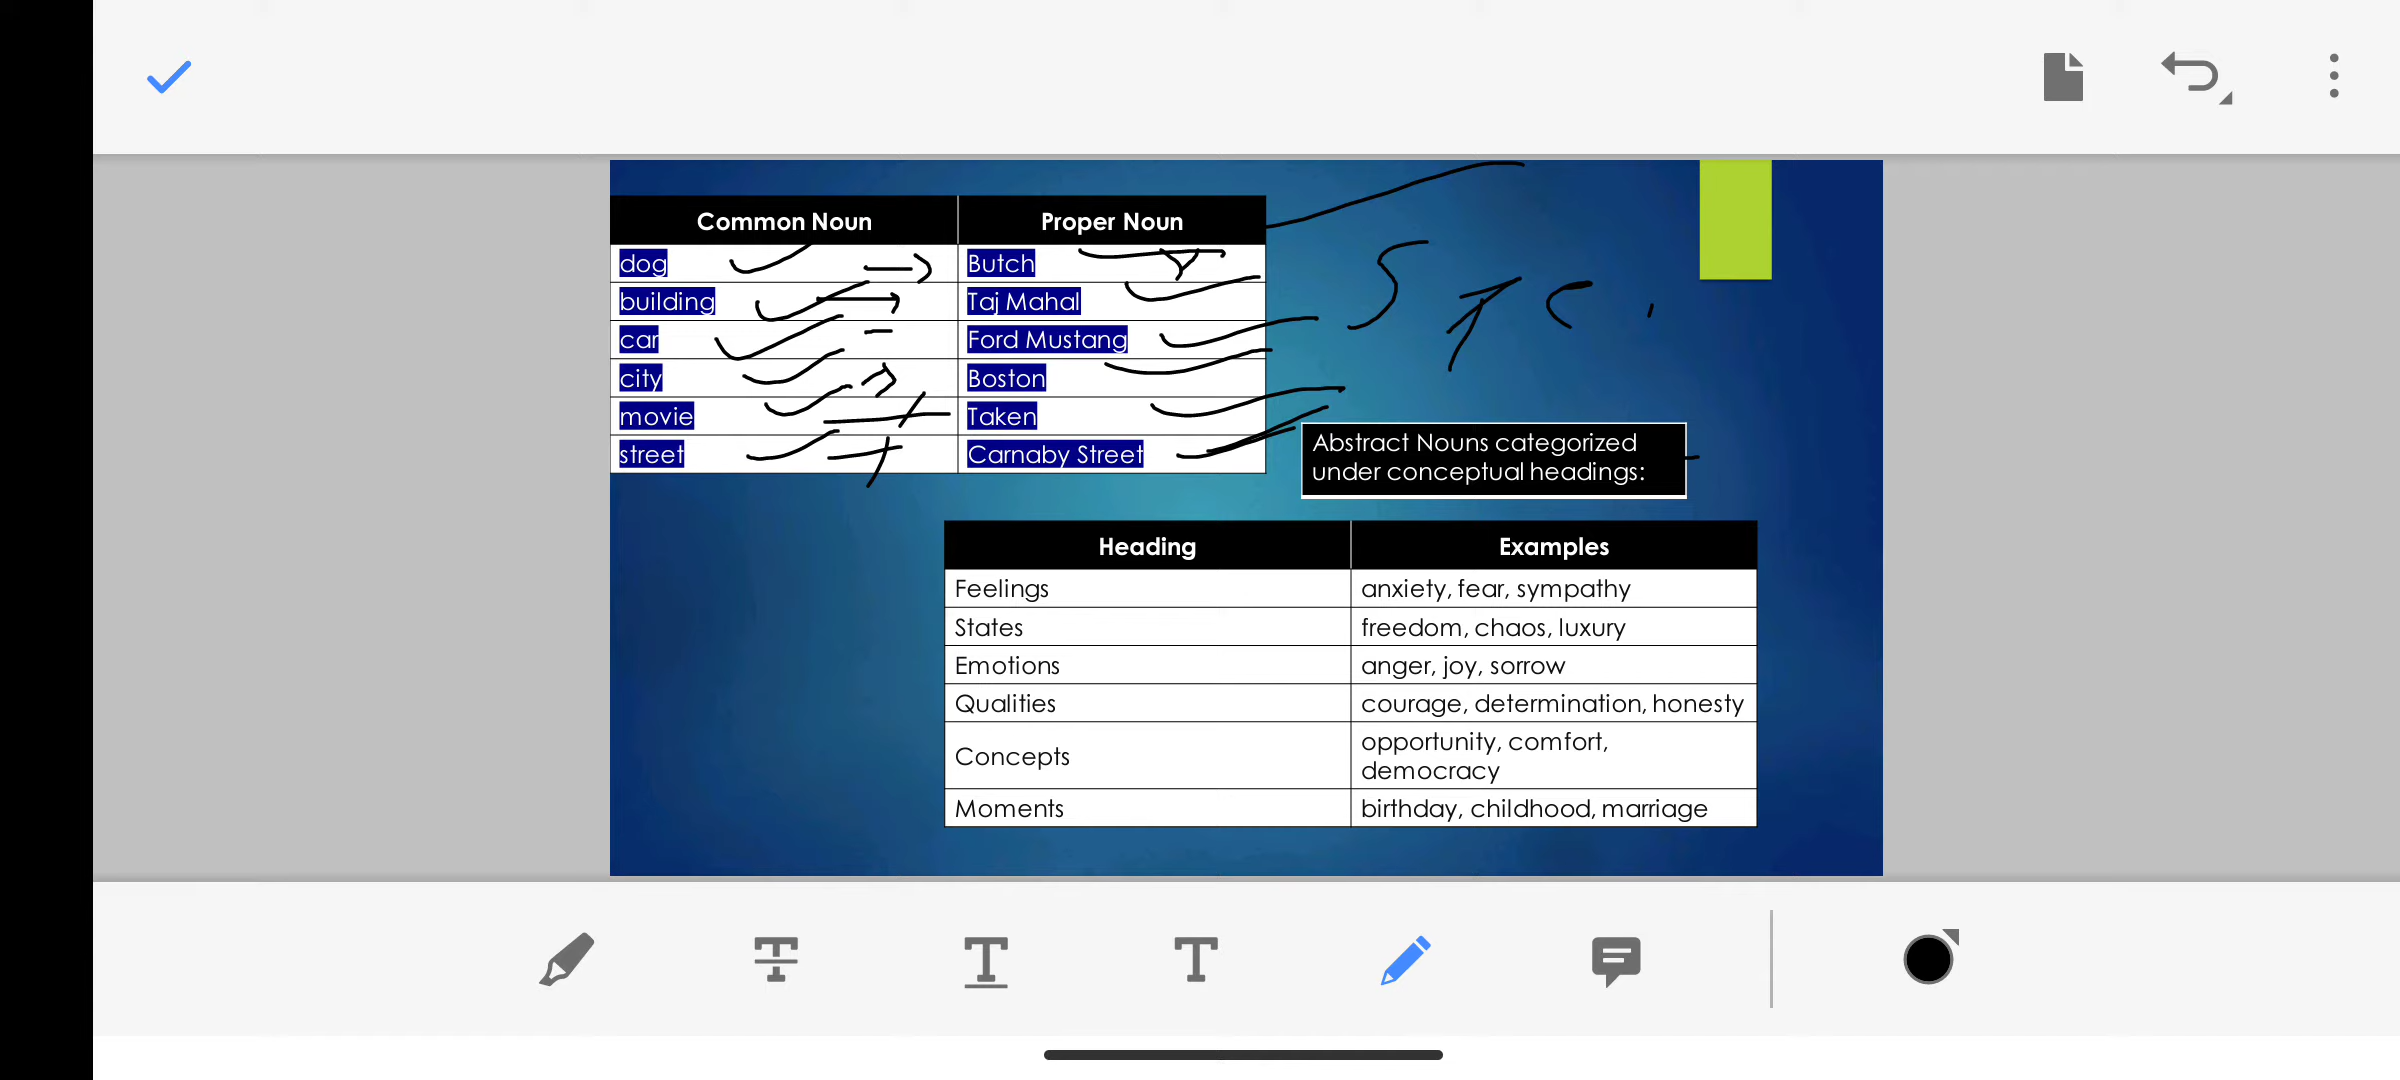 Common Noun Proper Noun
dog Butch
building Taj Mahal
car Ford Mustang
city Boston
movie Taken
street Carnaby Street
Spe.
Abstract Nouns categorized
under conceptual headings:
Heading Examples
Feelings anxiety, fear, sympathy
States freedom, chaos, luxury
Emotions anger, joy, sorrow
Qualities courage, determination, honesty
Concepts opportunity, comfort,
democracy
Moments birthday, childhood, marriage